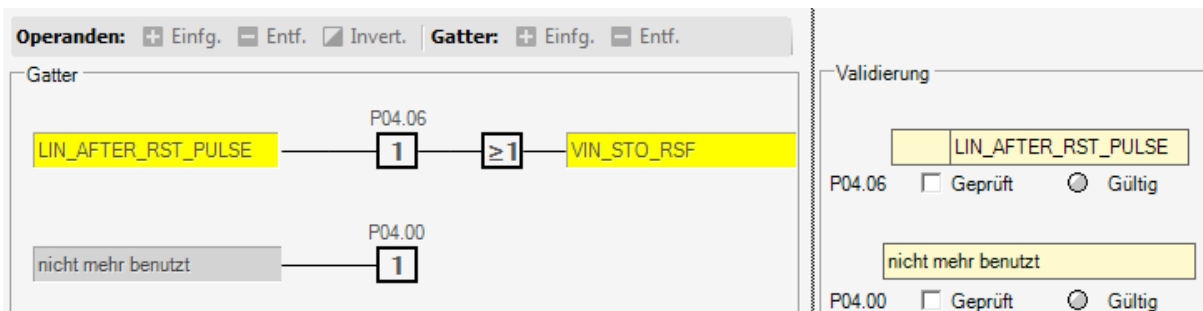 Operanden: Einfg. Entf. Invert. Gatter: Einfg. Entf.
Gatter
P04.06
LIN_AFTER_RST_PULSE 1 ≥1 VIN_STO_RSF
P04.00
nicht mehr benutzt 1
Validierung
LIN_AFTER_RST_PULSE
P04.06 Geprüft Gültig
nicht mehr benutzt
P04.00 Geprüft Gültig